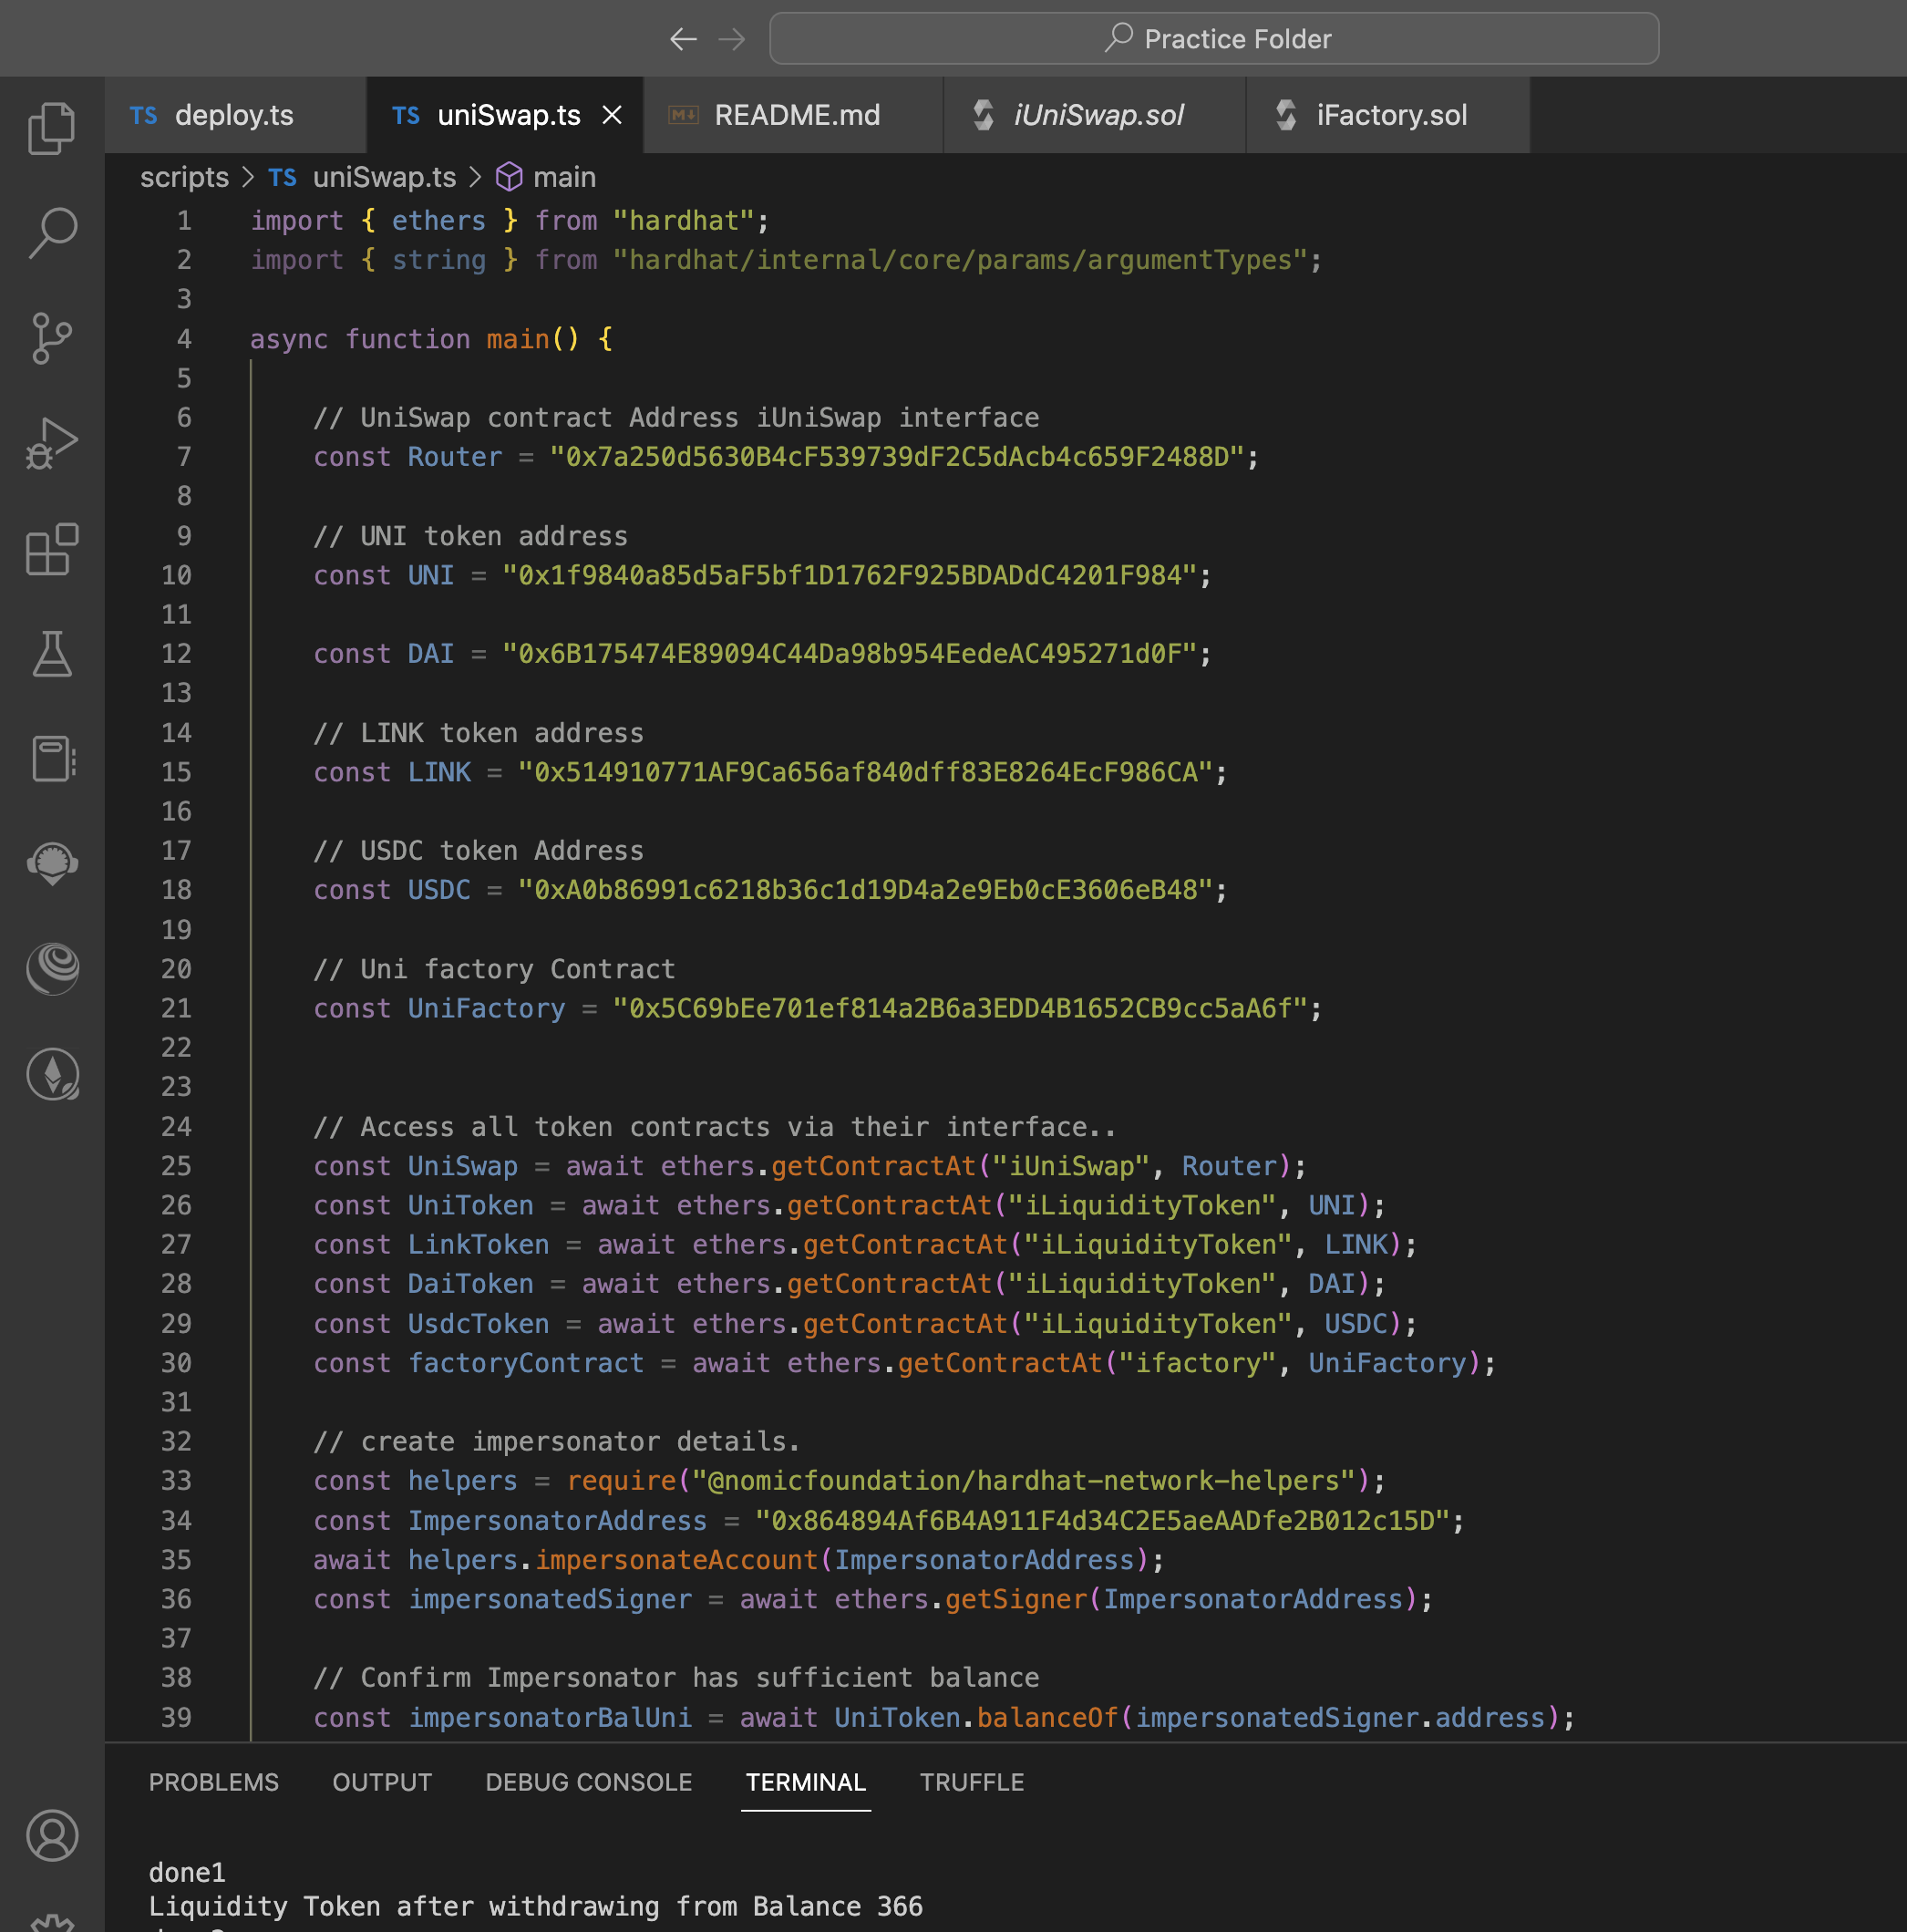 Practice Folder
TS deploy.ts
TS uniSwap.ts
README.md
iUniSwap.sol
iFactory.sol
scripts > TS uniSwap.ts > main
1 import { ethers } from "hardhat";
2 import { string } from "hardhat/internal/core/params/argumentTypes";
3
4 async function main() {
5
6 // UniSwap contract Address iUniSwap interface
7 const Router = "0x7a250d5630B4cF539739dF2C5dAcb4c659F2488D";
8
9 // UNI token address
10 const UNI = "0x1f9840a85d5aF5bf1D1762F925BDADdC4201F984";
11
12 const DAI = "0x6B175474E89094C44Da98b954EedeAC495271d0F";
13
14 // LINK token address
15 const LINK = "0x514910771AF9Ca656af840dff83E8264EcF986CA";
16
17 // USDC token Address
18 const USDC = "0xA0b86991c6218b36c1d19D4a2e9Eb0cE3606eB48";
19
20 // Uni factory Contract
21 const UniFactory = "0x5C69bEe701ef814a2B6a3EDD4B1652CB9cc5aA6f";
22
23
24 // Access all token contracts via their interface..
25 const UniSwap = await ethers.getContractAt("iUniSwap", Router);
26 const UniToken = await ethers.getContractAt("iLiquidityToken", UNI);
27 const LinkToken = await ethers.getContractAt("iLiquidityToken", LINK);
28 const DaiToken = await ethers.getContractAt("iLiquidityToken", DAI);
29 const UsdcToken = await ethers.getContractAt("iLiquidityToken", USDC);
30 const factoryContract = await ethers.getContractAt("ifactory", UniFactory);
31
32 // create impersonator details.
33 const helpers = require("@nomicfoundation/hardhat-network-helpers");
34 const ImpersonatorAddress = "0x864894Af6B4A911F4d34C2E5aeAADfe2B012c15D";
35 await helpers.impersonateAccount(ImpersonatorAddress);
36 const impersonatedSigner = await ethers.getSigner(ImpersonatorAddress);
37
38 // Confirm Impersonator has sufficient balance
39 const impersonatorBalUni = await UniToken.balanceOf(impersonatedSigner.address);
PROBLEMS OUTPUT DEBUG CONSOLE TERMINAL TRUFFLE
done1
Liquidity Token after withdrawing from Balance 366